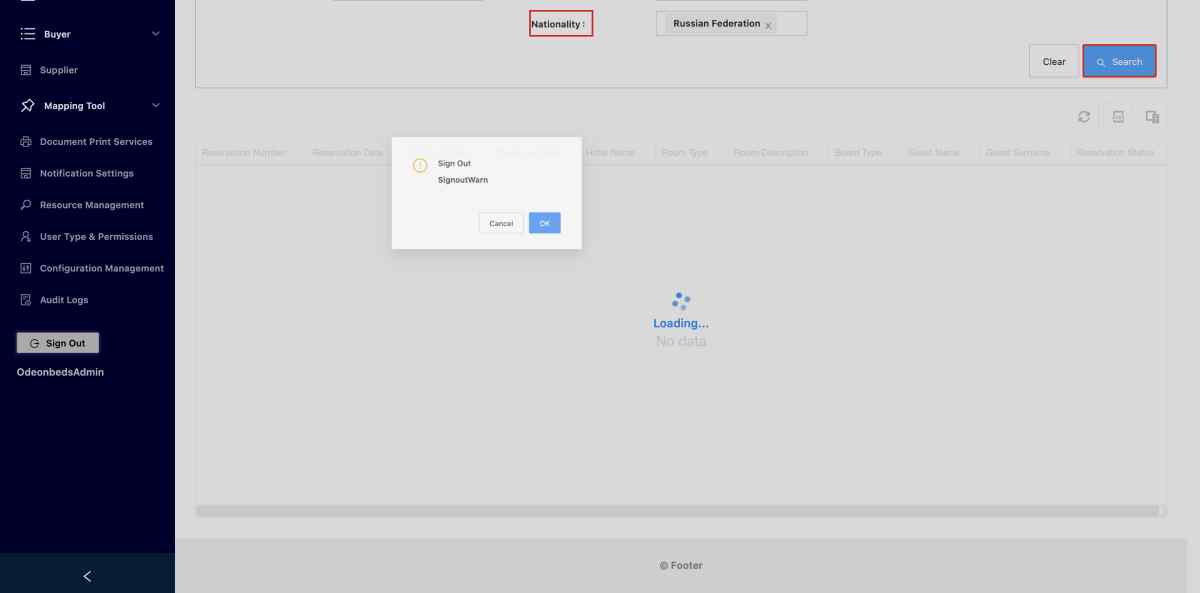 Buyer
Supplier
Mapping Tool
Document Print Services
Notification Settings
Resource Management
User Type & Permissions
Configuration Management
Audit Logs
Sign Out
OdeonbedsAdmin
Nationality :
Russian Federation x
Clear
Search
Reservation Number Reservation Date Hotel Name Room Type Room Description Board Type Guest Name Guest Surname Reservation Status
Sign Out
SignoutWarn
Cancel OK
Loading...
No data
© Footer